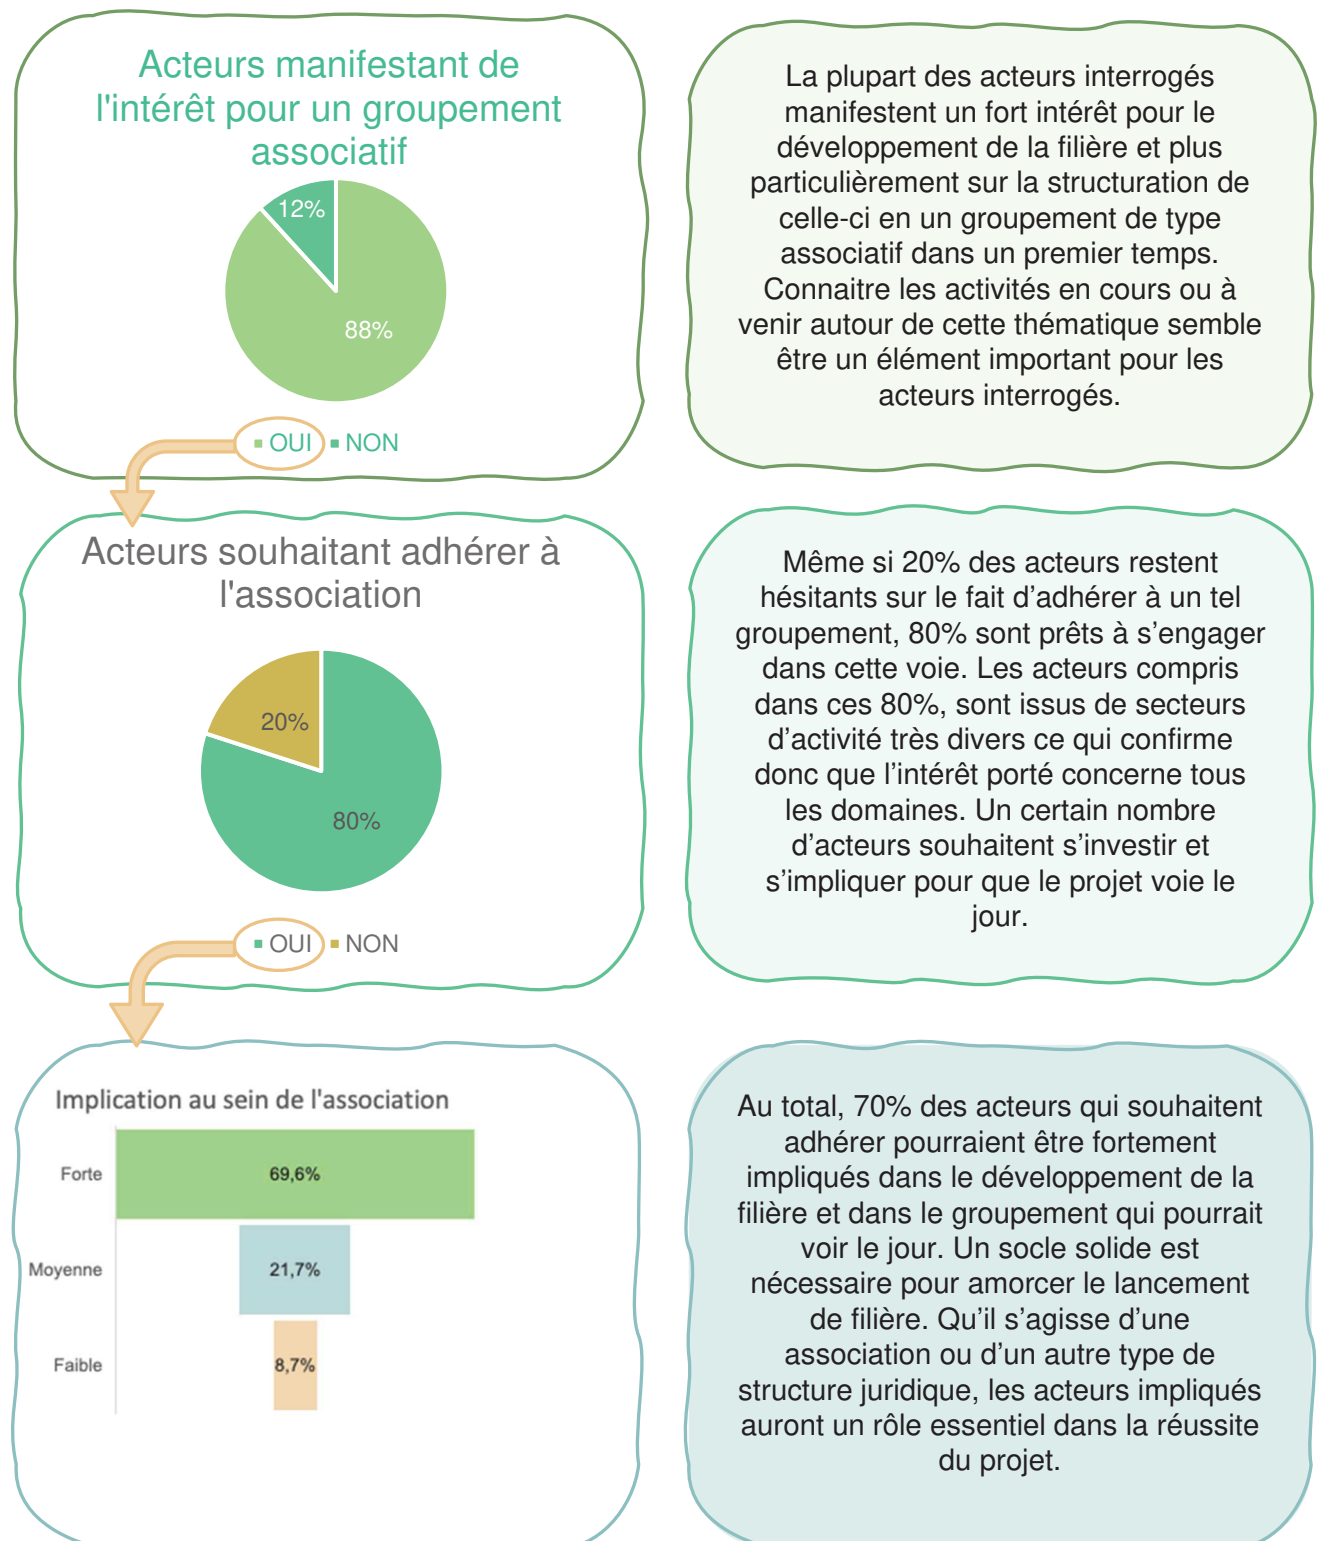 Acteurs manifestant de
l'intérêt pour un groupement
associatif
12%
88%
OUI NON
La plupart des acteurs interrogés
manifestent un fort intérêt pour le
développement de la filière et plus
particulièrement sur la structuration de
celle-ci en un groupement de type
associatif dans un premier temps.
Connaitre les activités en cours ou à
venir autour de cette thématique semble
être un élément important pour les
acteurs interrogés.
Acteurs souhaitant adhérer à
l'association
20%
80%
OUI NON
Même si 20% des acteurs restent
hésitants sur le fait d’adhérer à un tel
groupement, 80% sont prêts à s’engager
dans cette voie. Les acteurs compris
dans ces 80%, sont issus de secteurs
d’activité très divers ce qui confirme
donc que l’intérêt porté concerne tous
les domaines. Un certain nombre
d’acteurs souhaitent s’investir et
s’impliquer pour que le projet voie le
jour.
Implication au sein de l'association
Forte 69,6%
Moyenne 21,7%
Faible 8,7%
Au total, 70% des acteurs qui souhaitent
adhérer pourraient être fortement
impliqués dans le développement de la
filière et dans le groupement qui pourrait
voir le jour. Un socle solide est
nécessaire pour amorcer le lancement
de filière. Qu’il s’agisse d’une
association ou d’un autre type de
structure juridique, les acteurs impliqués
auront un rôle essentiel dans la réussite
du projet.